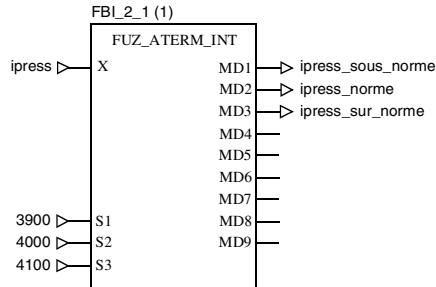 FBI_2_1 (1)
FUZ_ATERM_INT
ipress X MD1 ipress_sous_norme
MD2 ipress_norme
MD3 ipress_sur_norme
MD4
MD5
MD6
MD7
3900 S1 MD8
4000 S2 MD9
4100 S3